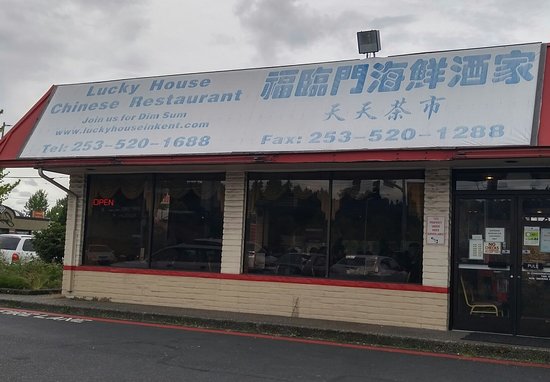 Lucky House
Chinese Restaurant
Join us for Dim Sum
www.luckyhouseinkent.com
Tel: 253-520-1688
福臨門海鮮酒家
天天茶市
Fax: 253-520-1288
OPEN